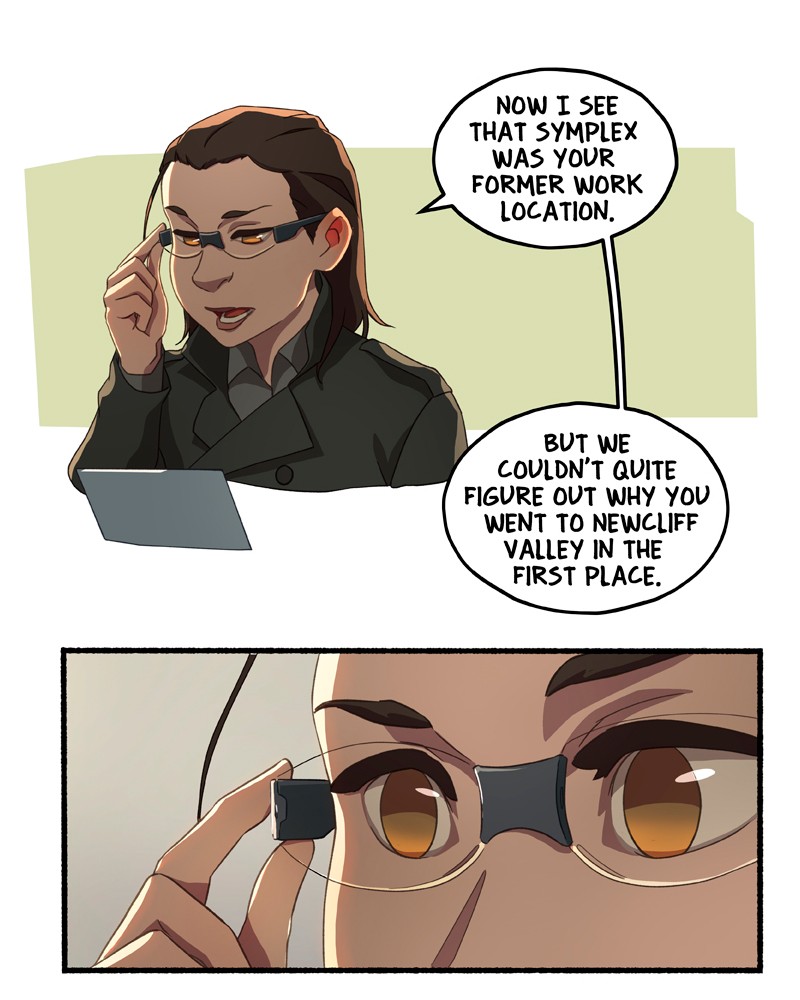 NOW I SEE
THAT SYMPLEX
WAS YOUR
FORMER WORK
LOCATION.
BUT WE
COULDN'T QUITE
FIGURE OUT WHY YOU
WENT TO NEWCLIFF
VALLEY IN THE
FIRST PLACE.